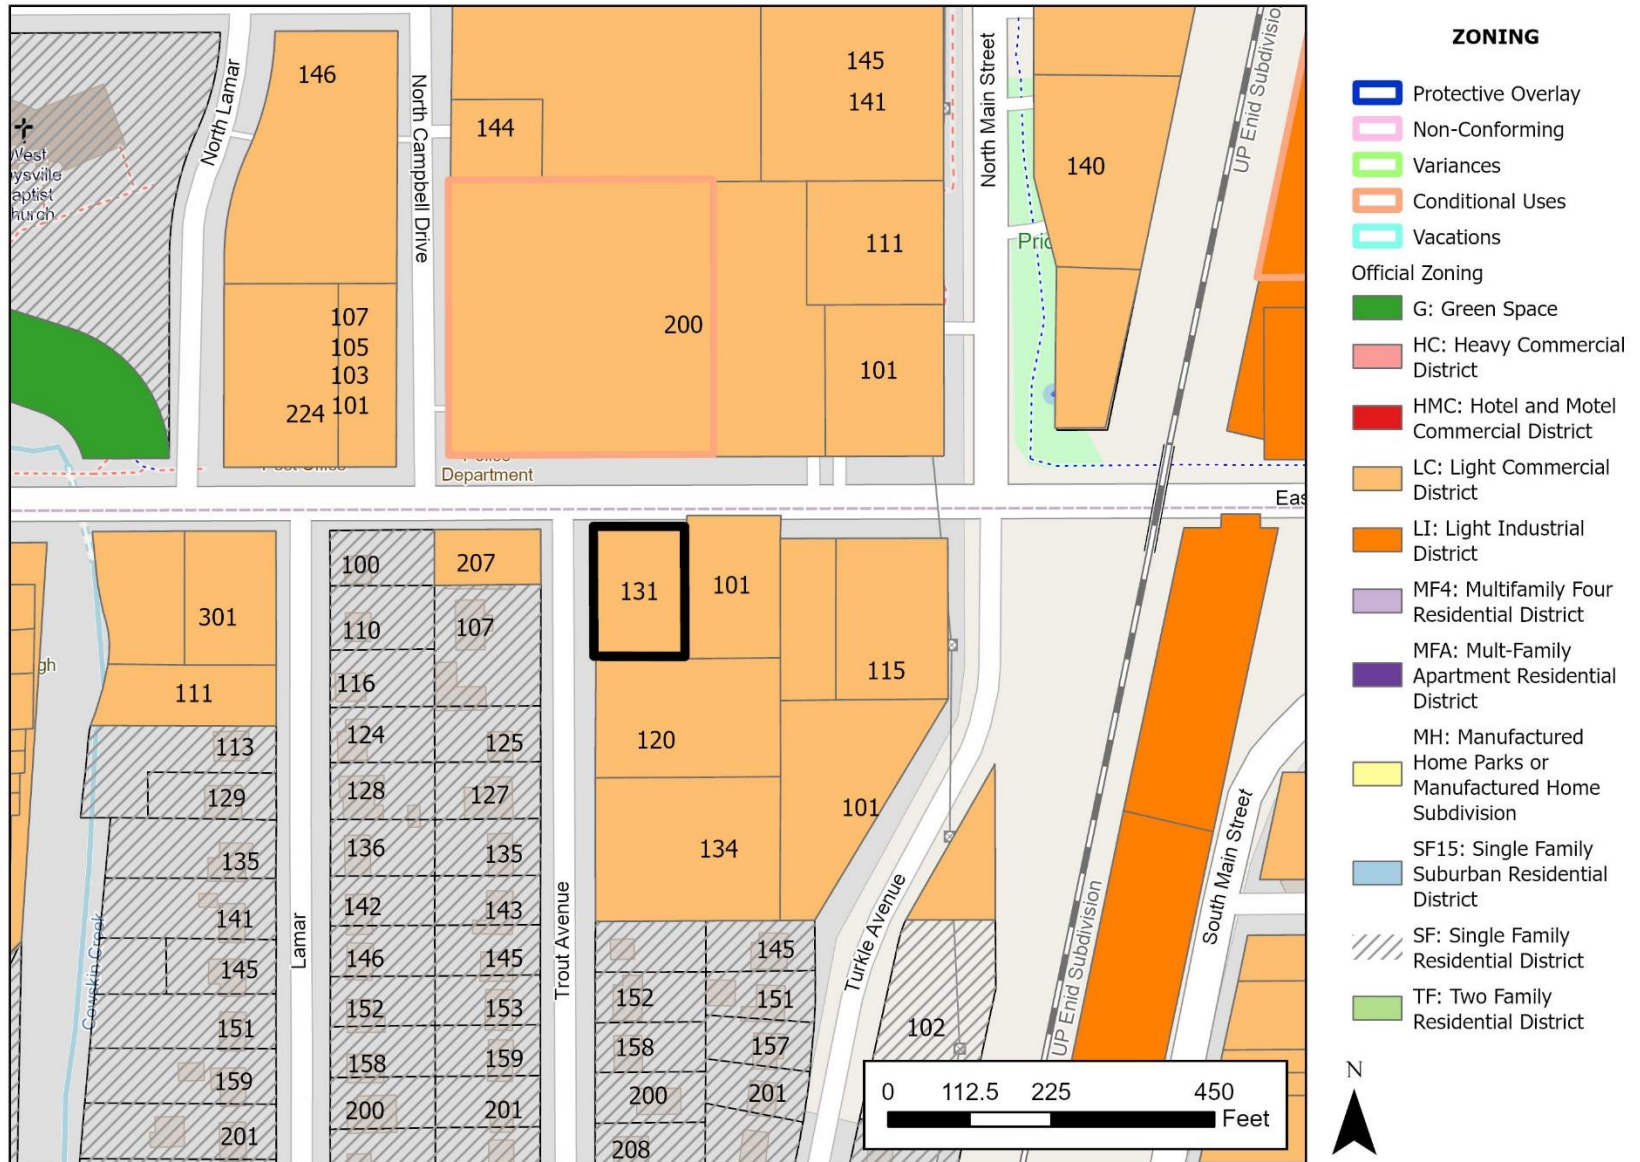 ZONING
Protective Overlay
Non-Conforming
Variances
Conditional Uses
Vacations
Official Zoning
G: Green Space
HC: Heavy Commercial
District
HMC: Hotel and Motel
Commercial District
LC: Light Commercial
District
LI: Light Industrial
District
MF4: Multifamily Four
Residential District
MFA: Mult-Family
Apartment Residential
District
MH: Manufactured
Home Parks or
Manufactured Home
Subdivision
SF15: Single Family
Suburban Residential
District
SF: Single Family
Residential District
TF: Two Family
Residential District
N
146
North Lamar
North Campbell Drive
144
145
141
North Main Street
140
UP Enid Subdivisio
West
ysville
aptist
hurch
111
Pric
107
105
103
224 101
200
101
Department
Eas
100
207
131
101
301
110
107
gh
111
116
115
113
124
125
120
129
128
127
101
135
136
135
134
141
142
143
Lamar
Trout Avenue
Turkle Avenue
South Main Street
Cowskin Creek
UP Enid Subdivision
145
146
145
145
151
152
153
152
151
102
159
158
159
158
157
201
200
201
200
201
208
0 112.5 225 450
Feet